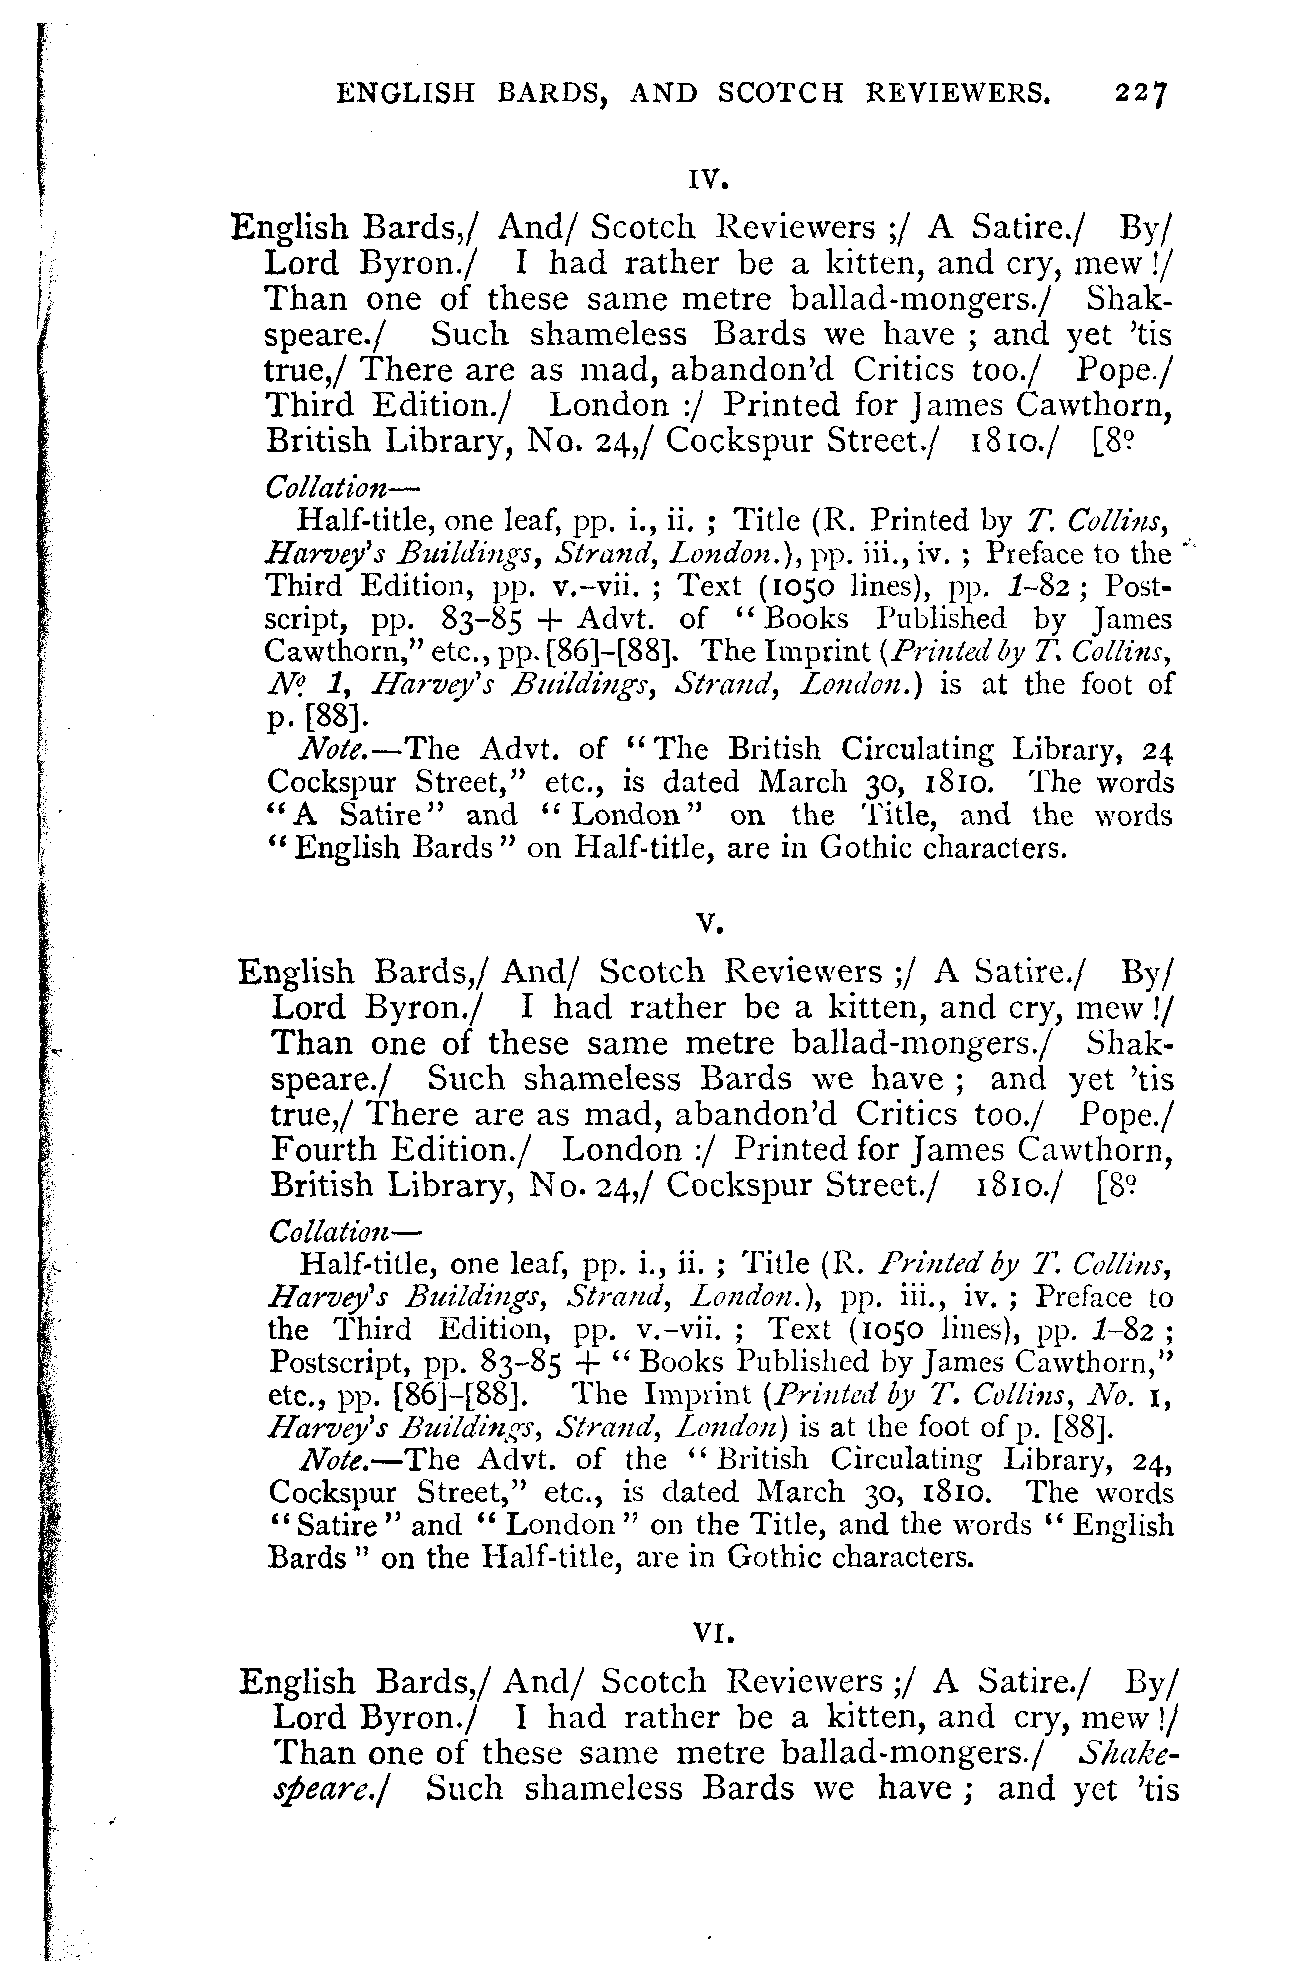 ENGLISH BARDS, AND SCOTCH REVIEWERS. 227
IV.
English Bards,/ And/ Scotch Reviewers ;/ A Satire./ By/
Lord Byron./ I had rather be a kitten, and cry, mew !/
Than one of these same metre ballad-mongers./ Shak-
speare./ Such shameless Bards we have ; and yet 'tis
true,/ There are as mad, abandon'd Critics too./ Pope./
Third Edition./ London :/ Printed for James Cawthorn,
British Library, No. 24,/ Cockspur Street./ 1810./ [8º
Collation—
Half-title, one leaf, pp. i., ii. ; Title (R. Printed by T. Collins,
Harvey's Buildings, Strand, London.), pp. iii., iv. ; Preface to the
Third Edition, pp. v.–vii. ; Text (1050 lines), pp. 1–82 ; Post-
script, pp. 83–85 + Advt. of "Books Published by James
Cawthorn," etc., pp. [86]–[88]. The Imprint (Printed by T. Collins,
Nº 1, Harvey's Buildings, Strand, London.) is at the foot of
p. [88].
Note.—The Advt. of "The British Circulating Library, 24
Cockspur Street," etc., is dated March 30, 1810. The words
"A Satire" and "London" on the Title, and the words
"English Bards" on Half-title, are in Gothic characters.
V.
English Bards,/ And/ Scotch Reviewers ;/ A Satire./ By/
Lord Byron./ I had rather be a kitten, and cry, mew !/
Than one of these same metre ballad-mongers./ Shak-
speare./ Such shameless Bards we have ; and yet 'tis
true,/ There are as mad, abandon'd Critics too./ Pope./
Fourth Edition./ London :/ Printed for James Cawthorn,
British Library, No. 24,/ Cockspur Street./ 1810./ [8º
Collation—
Half-title, one leaf, pp. i., ii. ; Title (R. Printed by T. Collins,
Harvey's Buildings, Strand, London.), pp. iii., iv. ; Preface to
the Third Edition, pp. v.–vii. ; Text (1050 lines), pp. 1–82 ;
Postscript, pp. 83–85 + "Books Published by James Cawthorn,"
etc., pp. [86]–[88]. The Imprint (Printed by T. Collins, No. 1,
Harvey's Buildings, Strand, London) is at the foot of p. [88].
Note.—The Advt. of the "British Circulating Library, 24,
Cockspur Street," etc., is dated March 30, 1810. The words
"Satire" and "London" on the Title, and the words "English
Bards" on the Half-title, are in Gothic characters.
VI.
English Bards,/ And/ Scotch Reviewers ;/ A Satire./ By/
Lord Byron./ I had rather be a kitten, and cry, mew !/
Than one of these same metre ballad-mongers./ Shake-
speare./ Such shameless Bards we have ; and yet 'tis